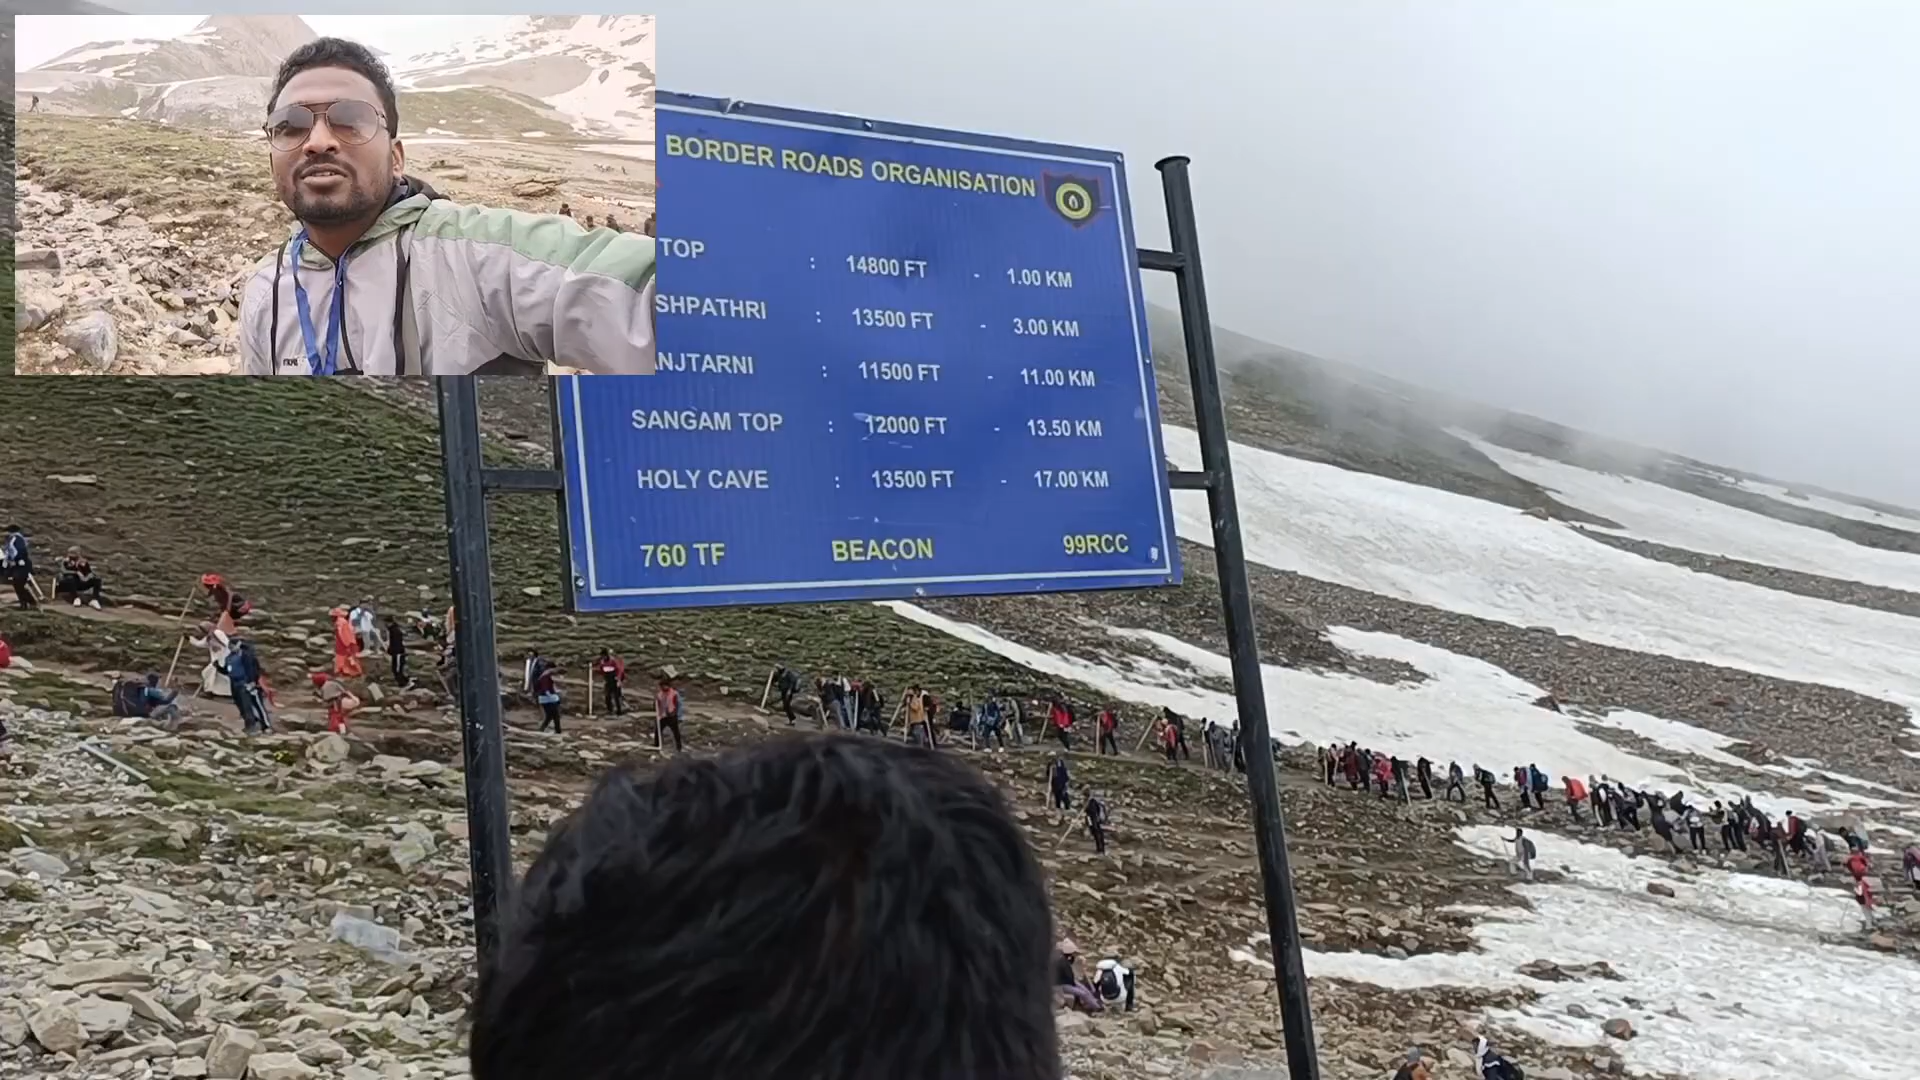 BORDER ROADS ORGANISATION
TOP : 14800 FT - 1.00 KM
SHPATHRI : 13500 FT - 3.00 KM
NJTARNI : 11500 FT - 11.00 KM
SANGAM TOP : 12000 FT - 13.50 KM
HOLY CAVE : 13500 FT - 17.00 KM
760 TF BEACON 99RCC